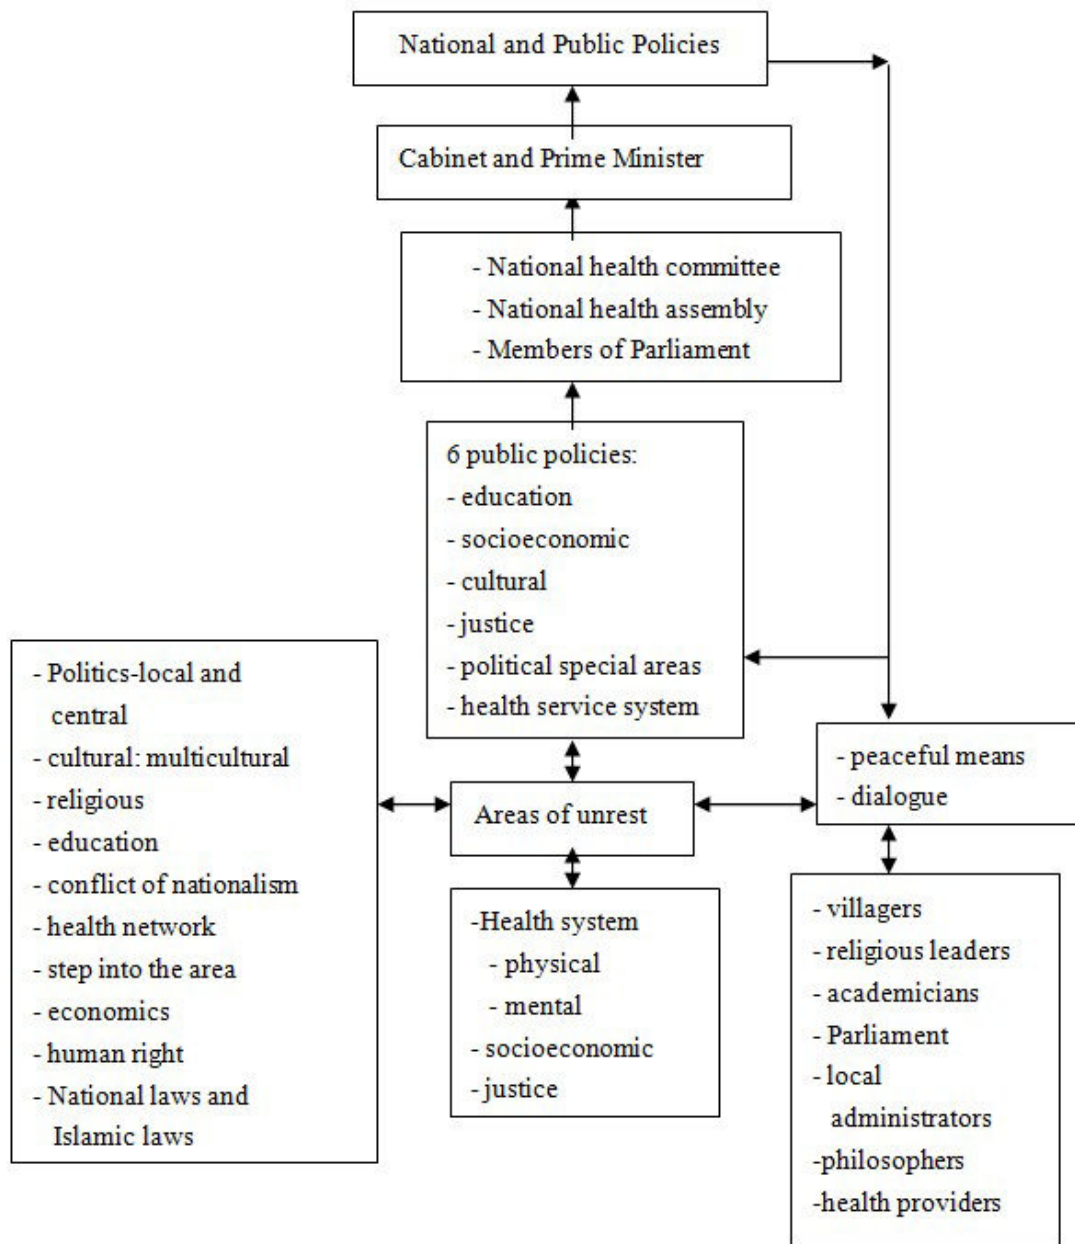 National and Public Policies
Cabinet and Prime Minister
- National health committee
- National health assembly
- Members of Parliament
6 public policies:
- education
- socioeconomic
- cultural
- justice
- political special areas
- health service system
- Politics-local and
central
- cultural: multicultural
- religious
- education
- conflict of nationalism
- health network
- step into the area
- economics
- human right
- National laws and
Islamic laws
Areas of unrest
- peaceful means
- dialogue
-Health system
- physical
- mental
- socioeconomic
- justice
- villagers
- religious leaders
- academicians
- Parliament
- local
administrators
-philosophers
-health providers